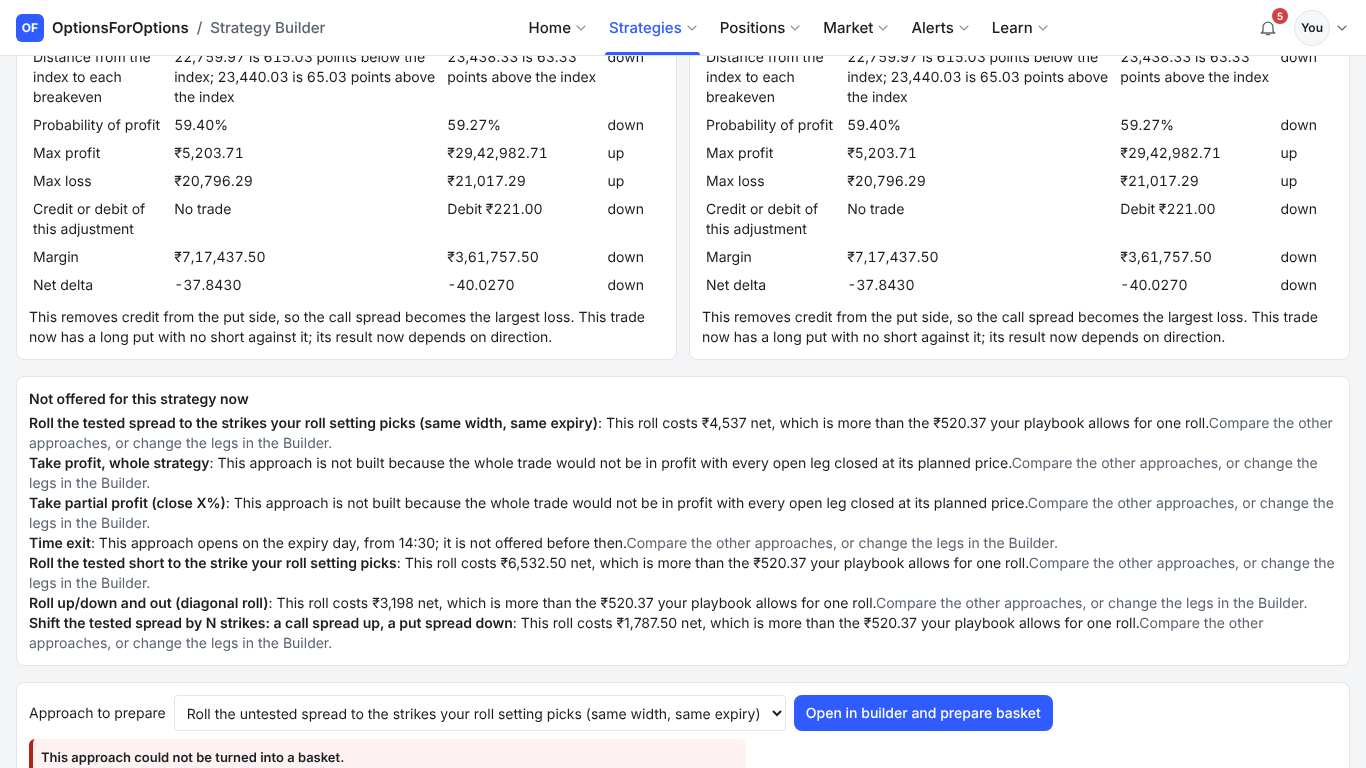 OF OptionsForOptions / Strategy Builder Home Strategies Positions Market Alerts Learn 5 You
Distance from the 22,759.97 is 615.03 points below the 23,438.33 is 63.33 down Distance from the 22,759.97 is 615.03 points below the 23,438.33 is 63.33 down
index to each index; 23,440.03 is 65.03 points above points above the index index to each index; 23,440.03 is 65.03 points above points above the index
breakeven the index breakeven the index
Probability of profit 59.40% 59.27% down Probability of profit 59.40% 59.27% down
Max profit ₹5,203.71 ₹29,42,982.71 up Max profit ₹5,203.71 ₹29,42,982.71 up
Max loss ₹20,796.29 ₹21,017.29 up Max loss ₹20,796.29 ₹21,017.29 up
Credit or debit of No trade Debit ₹221.00 down Credit or debit of No trade Debit ₹221.00 down
this adjustment this adjustment
Margin ₹7,17,437.50 ₹3,61,757.50 down Margin ₹7,17,437.50 ₹3,61,757.50 down
Net delta -37.8430 -40.0270 down Net delta -37.8430 -40.0270 down
This removes credit from the put side, so the call spread becomes the largest loss. This trade This removes credit from the put side, so the call spread becomes the largest loss. This trade
now has a long put with no short against it; its result now depends on direction. now has a long put with no short against it; its result now depends on direction.
Not offered for this strategy now
Roll the tested spread to the strikes your roll setting picks (same width, same expiry): This roll costs ₹4,537 net, which is more than the ₹520.37 your playbook allows for one roll.Compare the other
approaches, or change the legs in the Builder.
Take profit, whole strategy: This approach is not built because the whole trade would not be in profit with every open leg closed at its planned price.Compare the other approaches, or change the
legs in the Builder.
Take partial profit (close X%): This approach is not built because the whole trade would not be in profit with every open leg closed at its planned price.Compare the other approaches, or change the
legs in the Builder.
Time exit: This approach opens on the expiry day, from 14:30; it is not offered before then.Compare the other approaches, or change the legs in the Builder.
Roll the tested short to the strike your roll setting picks: This roll costs ₹6,532.50 net, which is more than the ₹520.37 your playbook allows for one roll.Compare the other approaches, or change the
legs in the Builder.
Roll up/down and out (diagonal roll): This roll costs ₹3,198 net, which is more than the ₹520.37 your playbook allows for one roll.Compare the other approaches, or change the legs in the Builder.
Shift the tested spread by N strikes: a call spread up, a put spread down: This roll costs ₹1,787.50 net, which is more than the ₹520.37 your playbook allows for one roll.Compare the other
approaches, or change the legs in the Builder.
Approach to prepare Roll the untested spread to the strikes your roll setting picks (same width, same expiry) Open in builder and prepare basket
This approach could not be turned into a basket.